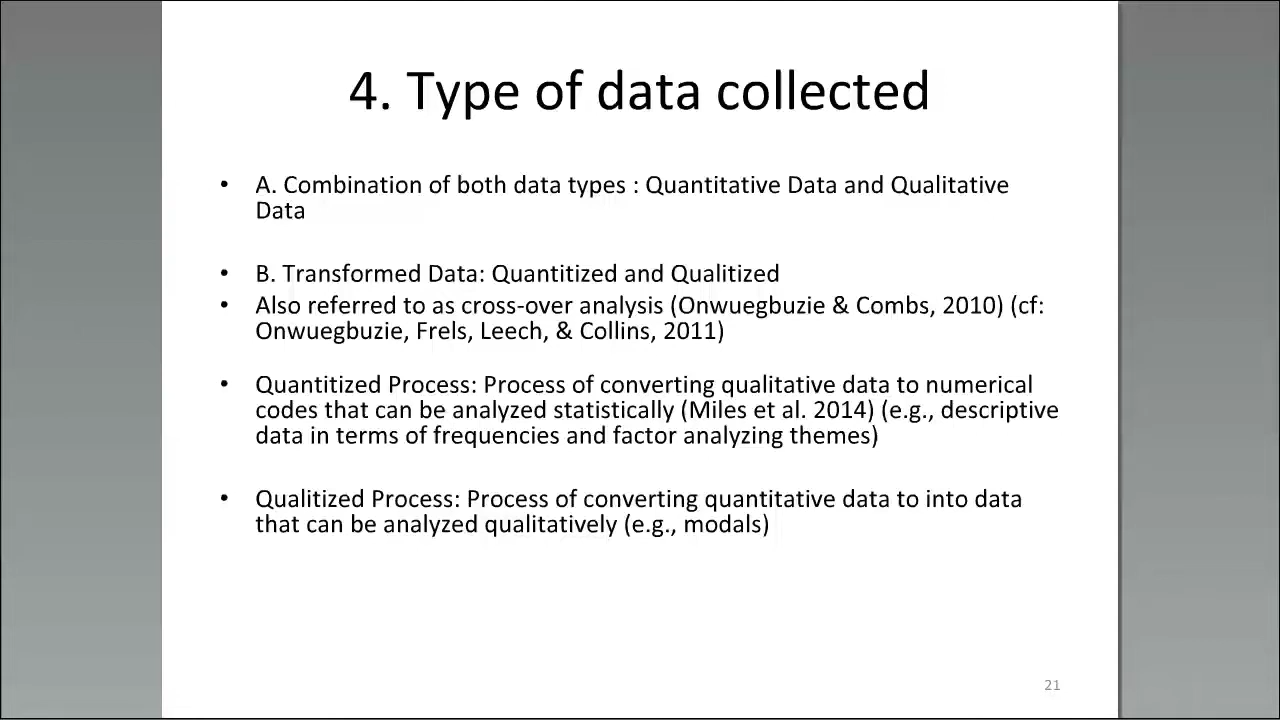 4. Type of data collected
• A. Combination of both data types : Quantitative Data and Qualitative
Data
• B. Transformed Data: Quantitized and Qualitized
• Also referred to as cross-over analysis (Onwuegbuzie & Combs, 2010) (cf:
Onwuegbuzie, Frels, Leech, & Collins, 2011)
• Quantitized Process: Process of converting qualitative data to numerical
codes that can be analyzed statistically (Miles et al. 2014) (e.g., descriptive
data in terms of frequencies and factor analyzing themes)
• Qualitized Process: Process of converting quantitative data to into data
that can be analyzed qualitatively (e.g., modals)
21